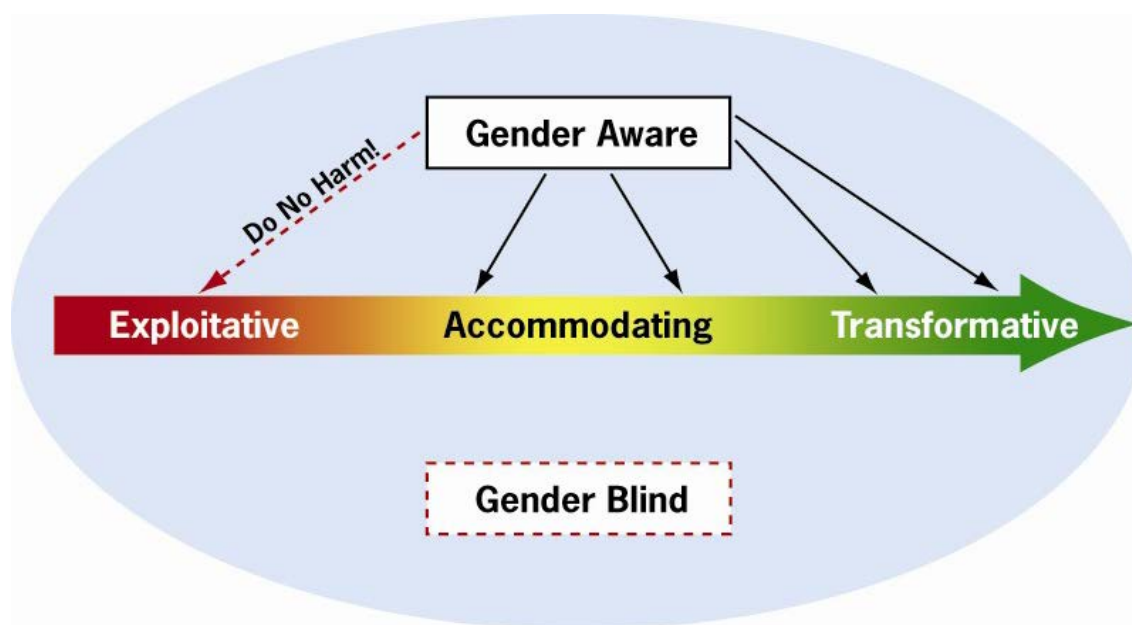 Gender Aware
Do No Harm!
Exploitative
Accommodating
Transformative
Gender Blind